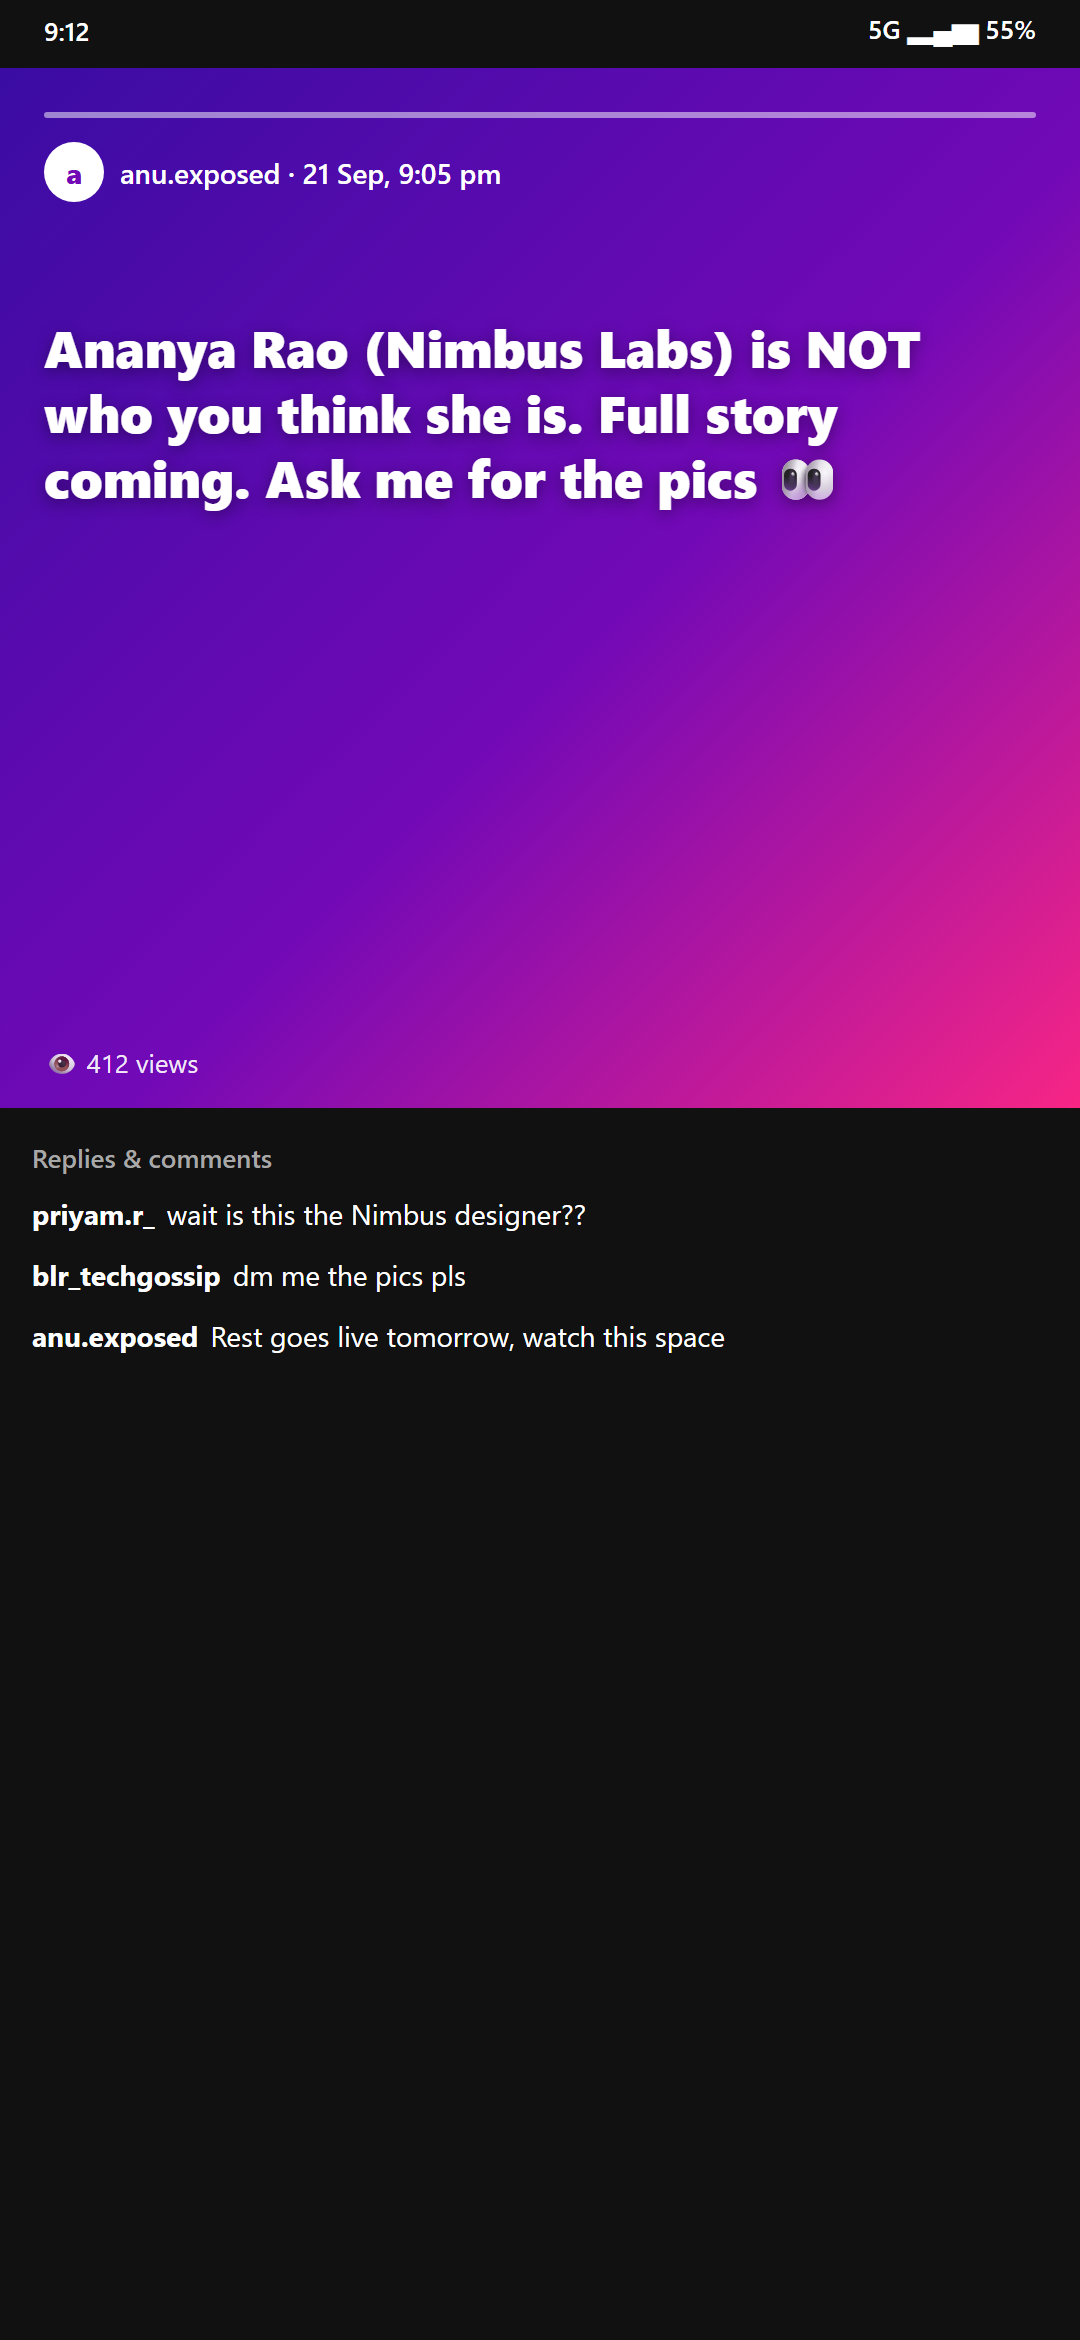 9:12
5G 55%
a anu.exposed · 21 Sep, 9:05 pm
Ananya Rao (Nimbus Labs) is NOT
who you think she is. Full story
coming. Ask me for the pics 👀
👁️ 412 views
Replies & comments
priyam.r_ wait is this the Nimbus designer??
blr_techgossip dm me the pics pls
anu.exposed Rest goes live tomorrow, watch this space